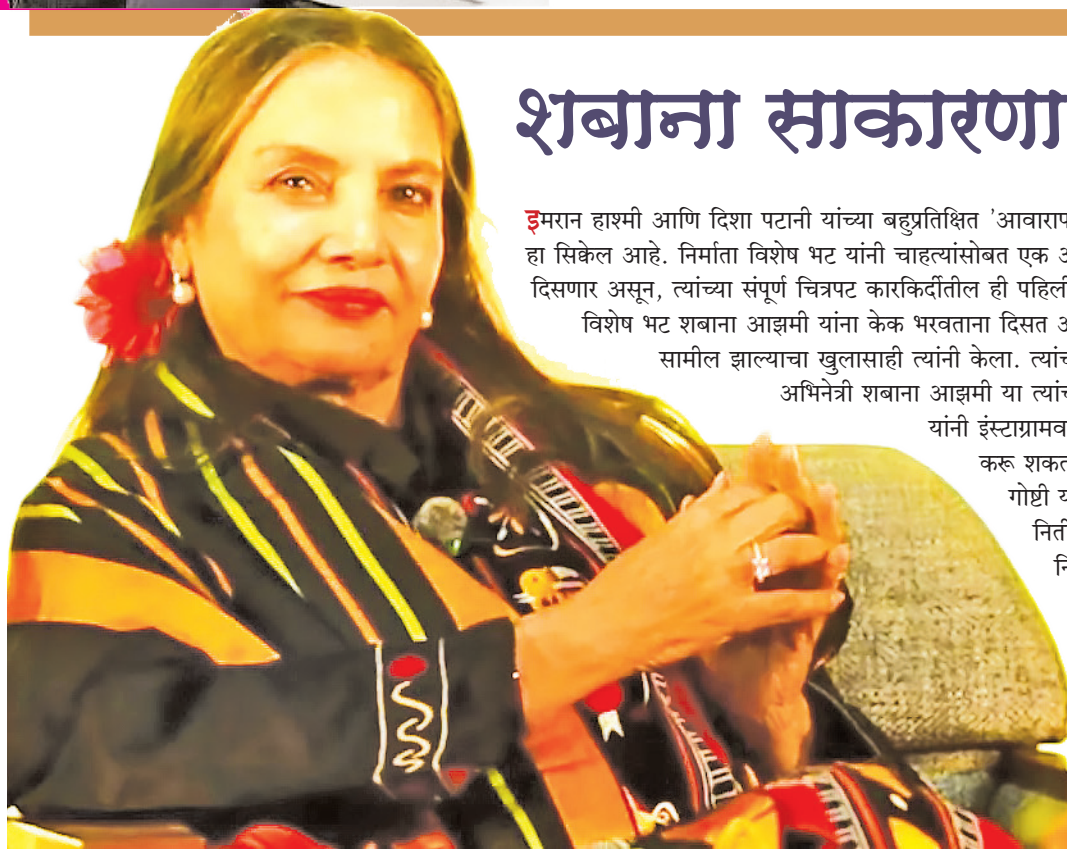 शबाना साकारणा
इमरान हाश्मी आणि दिशा पटानी यांच्या बहुप्रतिक्षित 'आवाराप
हा सिक्वेल आहे. निर्माता विशेष भट यांनी चाहत्यांसोबत एक
दिसणार असून, त्यांच्या संपूर्ण चित्रपट कारकिर्दीतील ही पहिली
विशेष भट शबाना आझमी यांना केक भरवताना दिसत
सामील झाल्याचा खुलासाही त्यांनी केला. त्यांच
अभिनेत्री शबाना आझमी या त्यांच
यांनी इंस्टाग्रामव
करू शकत
गोष्टी
निती
नि